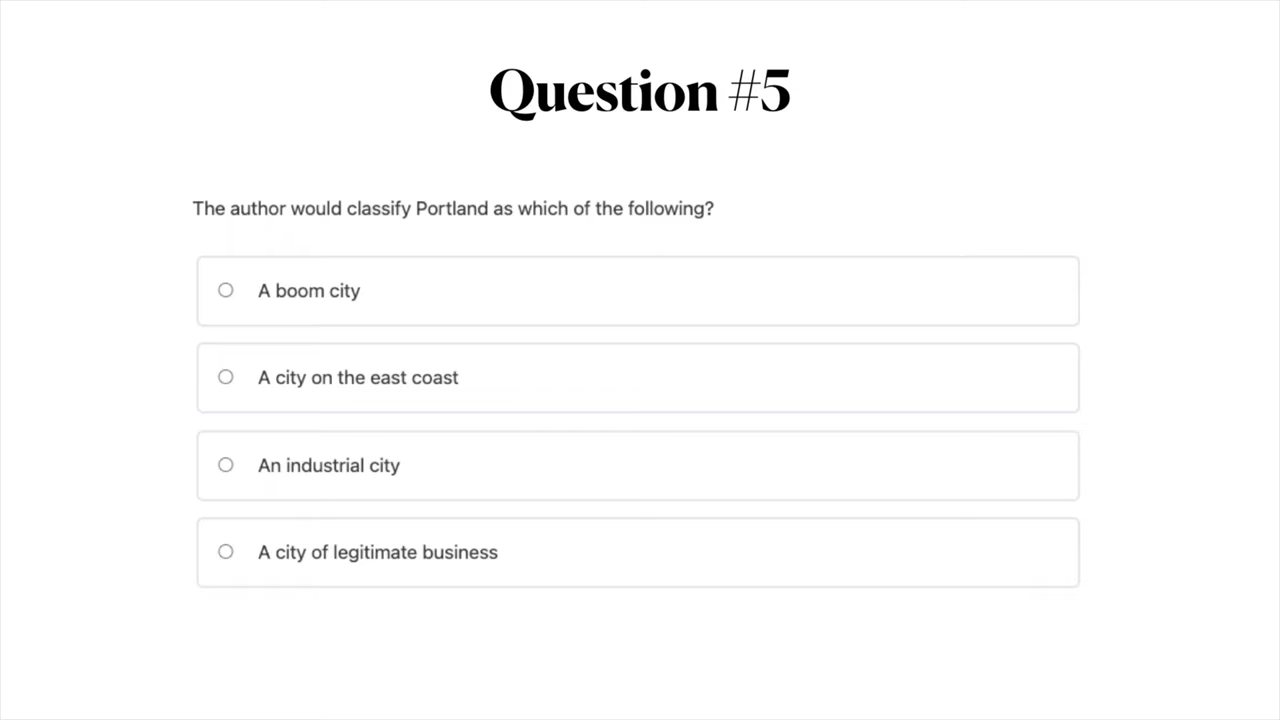 Question #5
The author would classify Portland as which of the following?
A boom city
A city on the east coast
An industrial city
A city of legitimate business